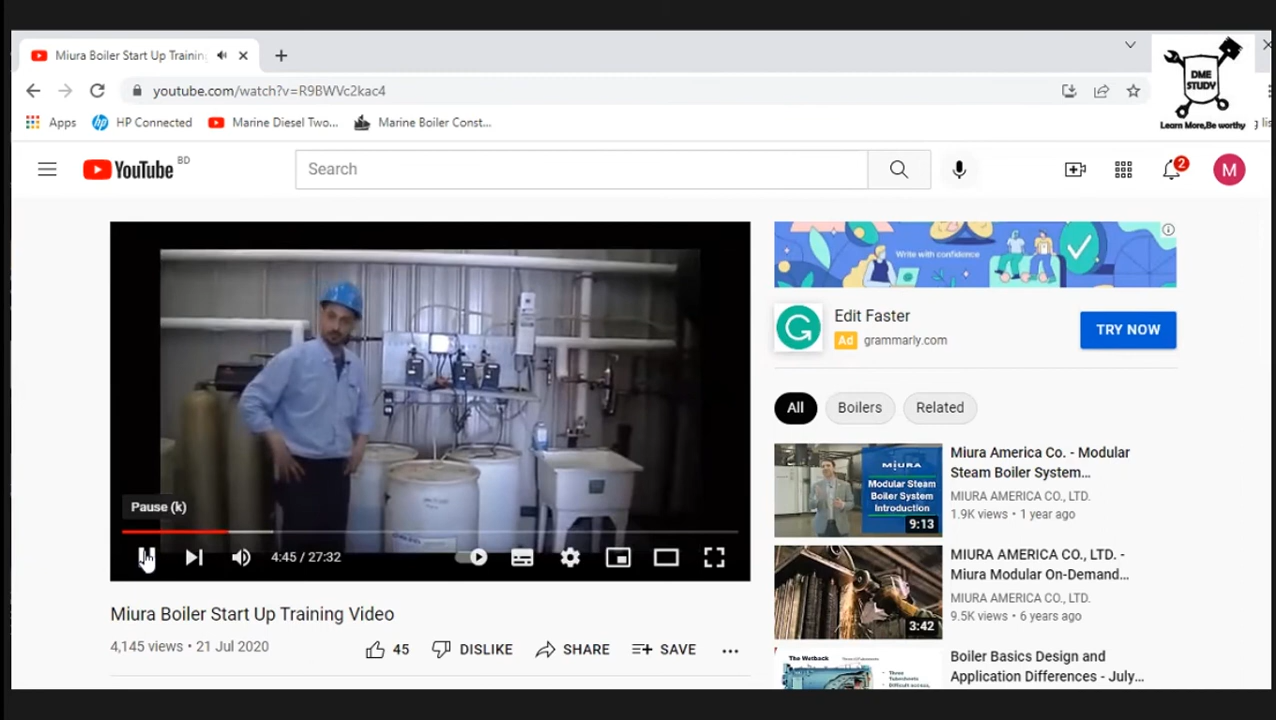 Miura Boiler Start Up Trainin
youtube.com/watch?v=R9BWVc2kac4
DME
STUDY
Learn More,Be worthy
Apps
HP Connected
Marine Diesel Two...
Marine Boiler Const...
g lis
YouTube BD
Search
2
M
Write with confidence
Edit Faster
Ad grammarly.com
TRY NOW
All
Boilers
Related
Pause (k)
4:45 / 27:32
Miura Boiler Start Up Training Video
4,145 views • 21 Jul 2020
45
DISLIKE
SHARE
SAVE
MIURA
Modular Steam
Boiler System
Introduction
9:13
Miura America Co. - Modular
Steam Boiler System...
MIURA AMERICA CO., LTD.
1.9K views • 1 year ago
3:42
MIURA AMERICA CO., LTD. -
Miura Modular On-Demand...
MIURA AMERICA CO., LTD.
9.5K views • 6 years ago
The Wetback
Boiler Basics Design and
Application Differences - July...